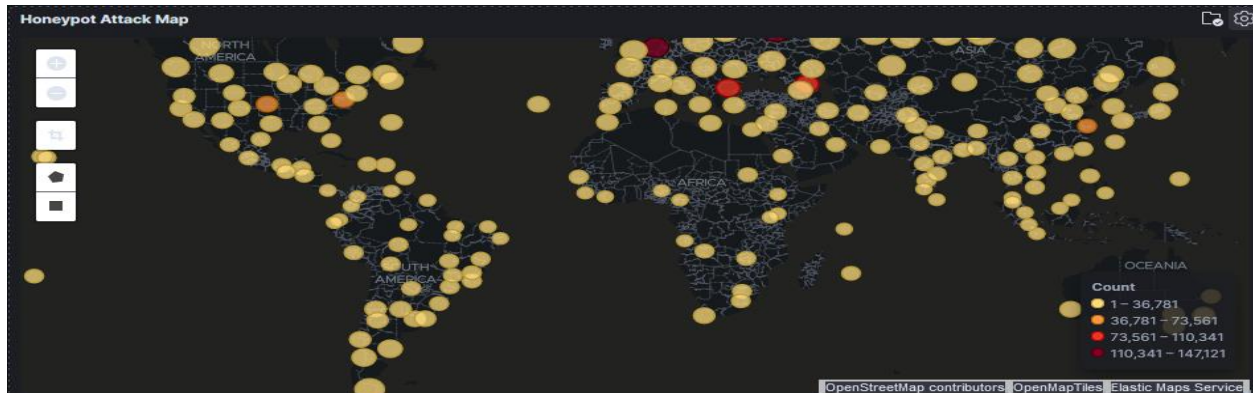 Honeypot Attack Map
NORTH
AMERICA
ASIA
AFRICA
SOUTH
AMERICA
OCEANIA
Count
1 – 36,781
36,781 – 73,561
73,561 – 110,341
110,341 – 147,121
OpenStreetMap contributors, OpenMapTiles, Elastic Maps Service